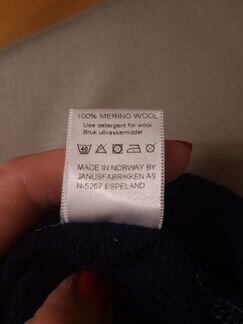 100% MERINO WOOL
Use detergent for wool
Bruk ullvaskemiddel
MADE IN NORWAY BY
JANUSFABRIKKEN AS
N-5267 ESPELAND